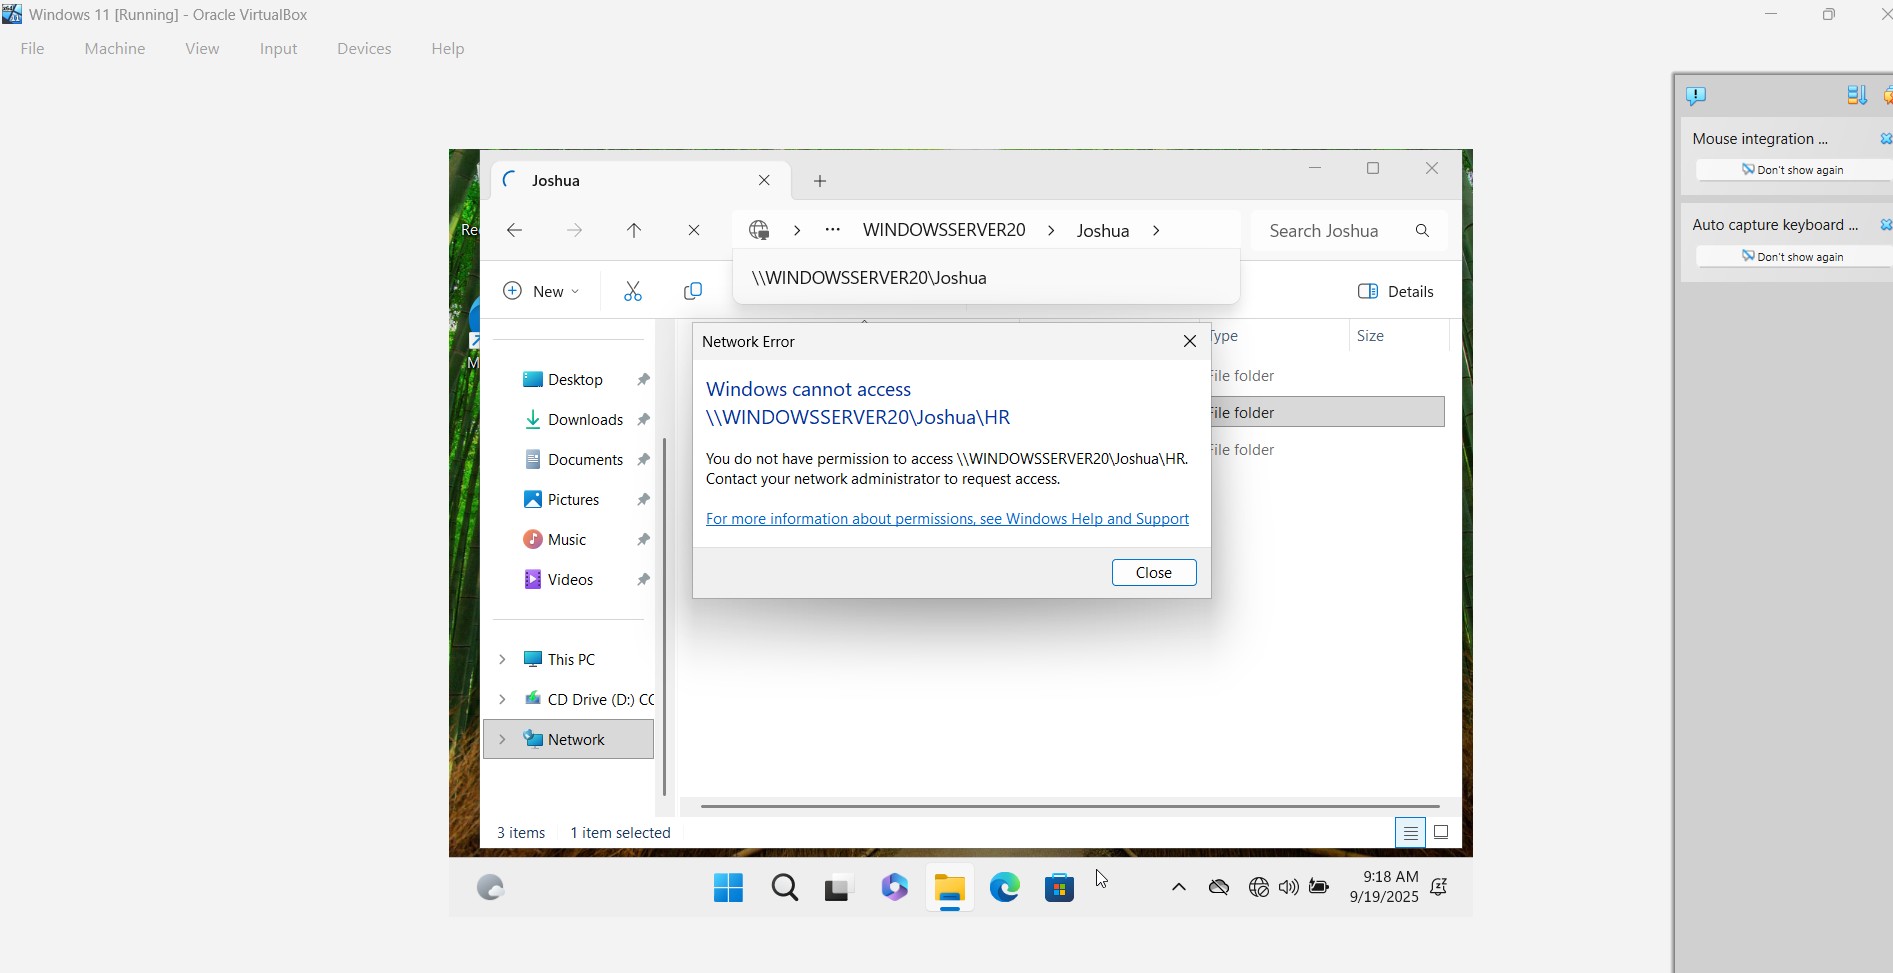 Windows 11 [Running] - Oracle VirtualBox
File Machine View Input Devices Help
Mouse integration ...
Don't show again
Auto capture keyboard ...
Don't show again
Joshua
WINDOWSSERVER20 > Joshua >
Search Joshua
\\WINDOWSSERVER20\Joshua
New
Details
Type Size
File folder
File folder
File folder
Network Error
Windows cannot access
\\WINDOWSSERVER20\Joshua\HR
You do not have permission to access \\WINDOWSSERVER20\Joshua\HR.
Contact your network administrator to request access.
For more information about permissions, see Windows Help and Support
Close
Desktop
Downloads
Documents
Pictures
Music
Videos
This PC
CD Drive (D:) CC
Network
3 items 1 item selected
9:18 AM
9/19/2025